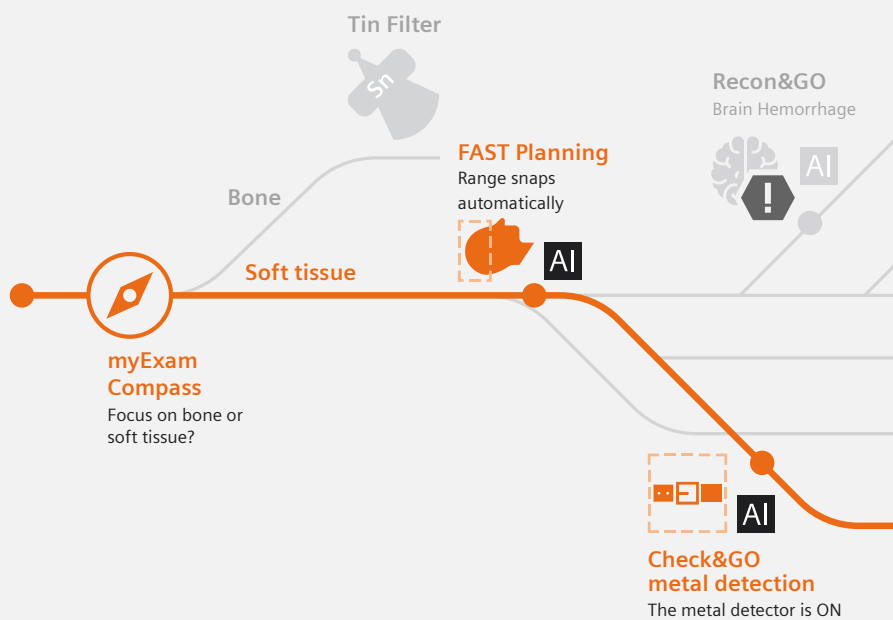 Tin Filter
Sn
Recon&GO
Brain Hemorrhage
AI
FAST Planning
Range snaps
automatically
AI
Bone
Soft tissue
myExam
Compass
Focus on bone or
soft tissue?
AI
Check&GO
metal detection
The metal detector is ON